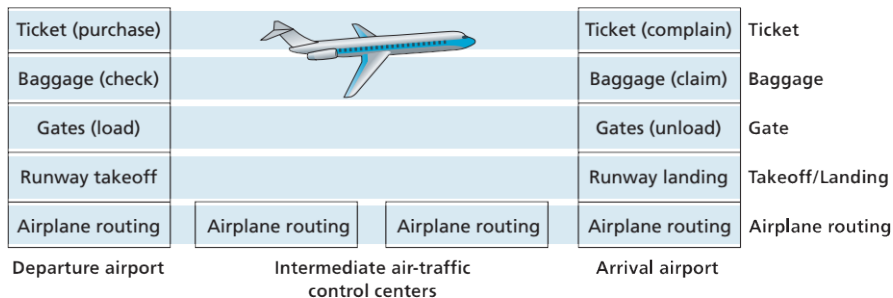 Ticket (purchase) Ticket (complain) Ticket
Baggage (check) Baggage (claim) Baggage
Gates (load) Gates (unload) Gate
Runway takeoff Runway landing Takeoff/Landing
Airplane routing Airplane routing Airplane routing Airplane routing Airplane routing
Departure airport Intermediate air-traffic Arrival airport
control centers